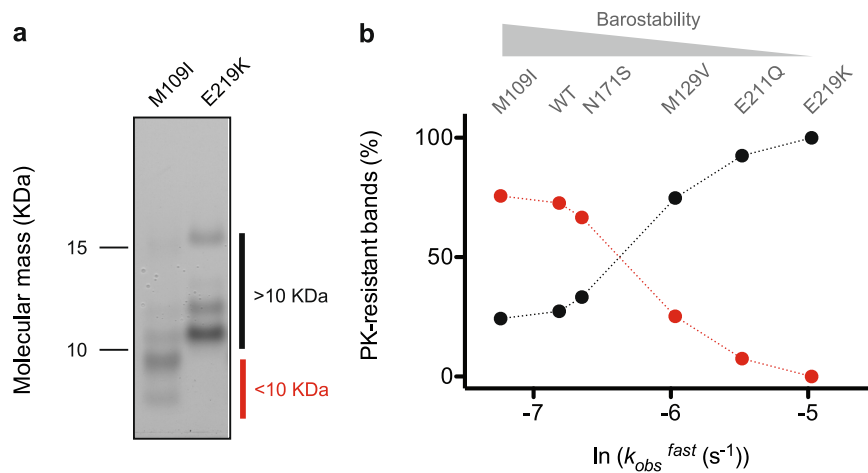 a
M109I
E219K
Molecular mass (KDa)
15
10
>10 KDa
<10 KDa
b
Barostability
M109I
WT
N171S
M129V
E211Q
E219K
PK-resistant bands (%)
100
50
0
-7
-6
-5
ln (k_obs^fast (s⁻¹))